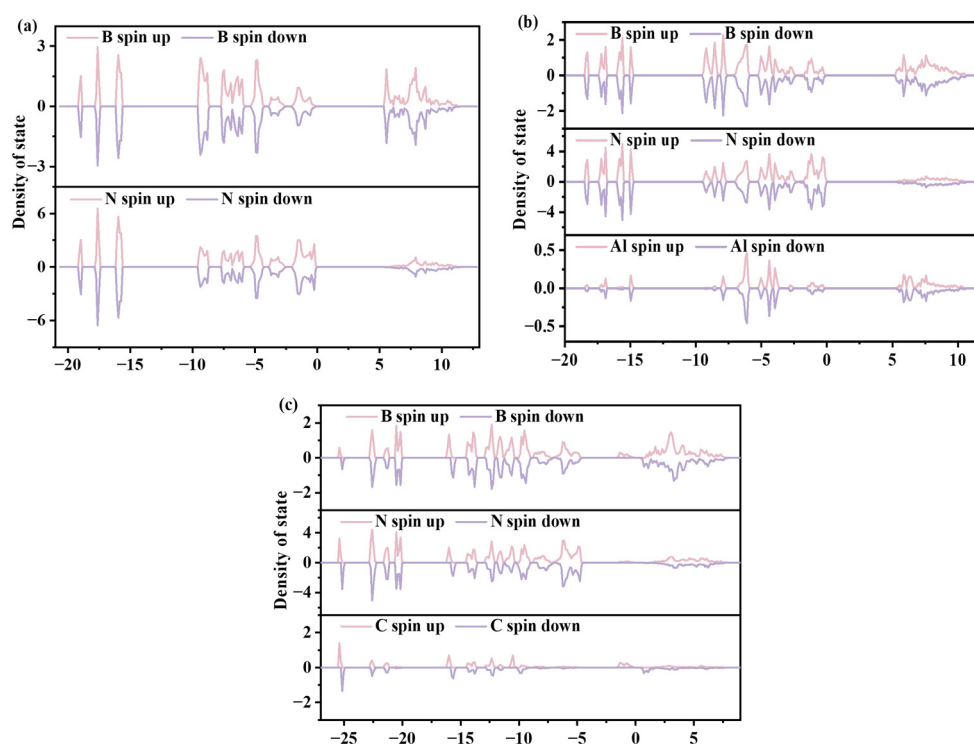 (a)
B spin up B spin down
3
0
−3
N spin up N spin down
6
0
−6
Density of state
−20 −15 −10 −5 0 5 10
(b)
B spin up B spin down
2
0
−2
N spin up N spin down
4
0
−4
Al spin up Al spin down
0.5
0.0
−0.5
Density of state
−20 −15 −10 −5 0 5 10
(c)
B spin up B spin down
2
0
−2
N spin up N spin down
4
0
−4
C spin up C spin down
2
0
−2
Density of state
−25 −20 −15 −10 −5 0 5